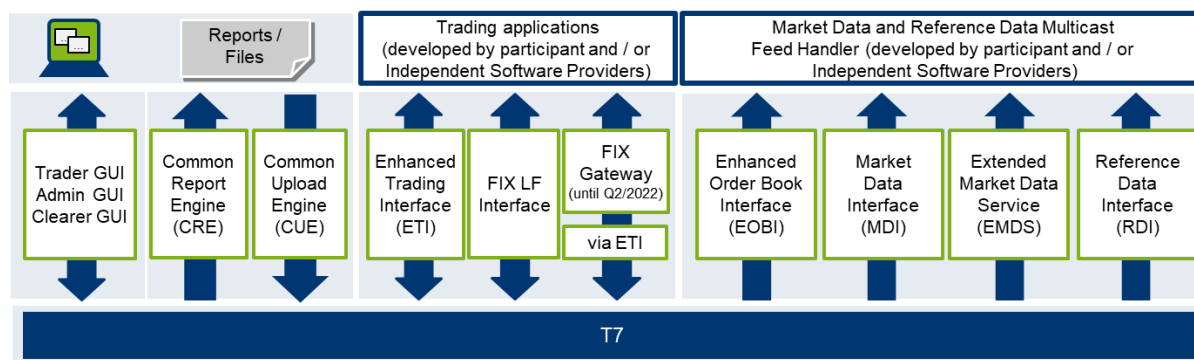 ... ...
Reports /
Files
Trading applications
(developed by participant and / or
Independent Software Providers)
Market Data and Reference Data Multicast
Feed Handler (developed by participant and / or
Independent Software Providers)
Trader GUI
Admin GUI
Clearer GUI
Common
Report
Engine
(CRE)
Common
Upload
Engine
(CUE)
Enhanced
Trading
Interface
(ETI)
FIX LF
Interface
FIX
Gateway
(until Q2/2022)
via ETI
Enhanced
Order Book
Interface
(EOBI)
Market
Data
Interface
(MDI)
Extended
Market Data
Service
(EMDS)
Reference
Data
Interface
(RDI)
T7